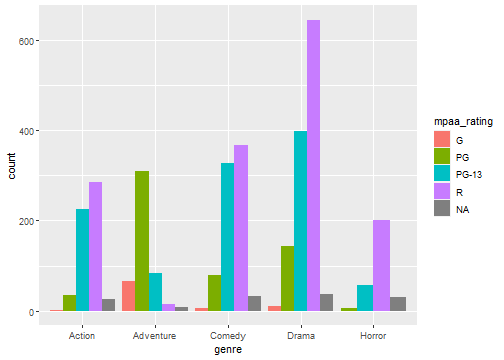 600
400
200
0
count
Action Adventure Comedy Drama Horror
genre
mpaa_rating
G
PG
PG-13
R
NA